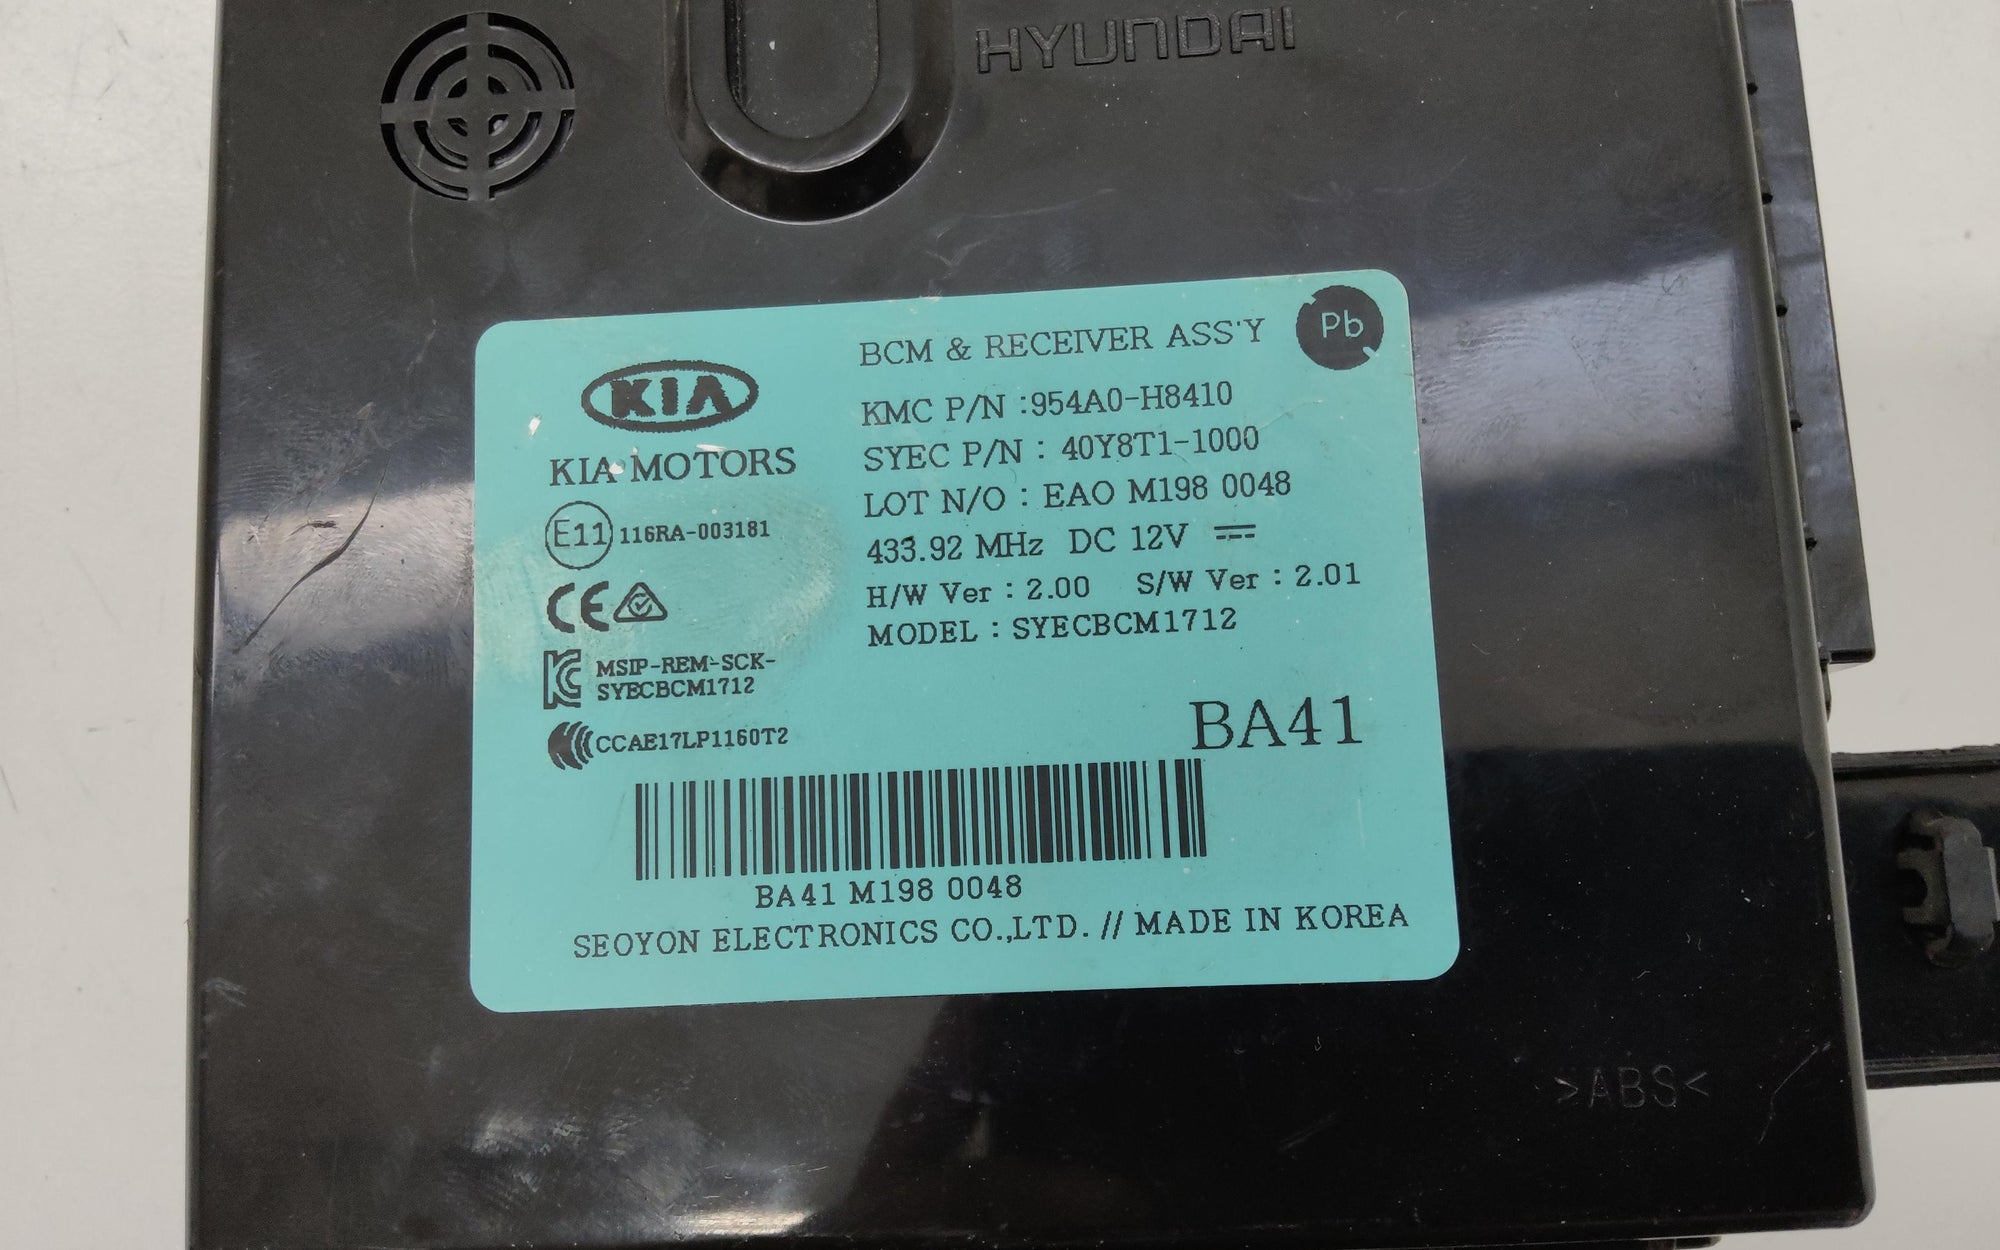 HYUNDAI
BCM & RECEIVER ASS'Y
Pb
KIA
KIA MOTORS
KMC P/N :954A0-H8410
SYEC P/N : 40Y8T1-1000
LOT N/O : EAO M198 0048
E11 116RA-003181
433.92 MHz DC 12V
CE
H/W Ver : 2.00 S/W Ver : 2.01
MODEL : SYECBCM1712
MSIP-REM-SCK-
SYECBCM1712
CCAE17LP1160T2
BA41
BA41 M198 0048
SEOYON ELECTRONICS CO.,LTD. // MADE IN KOREA
>ABS<